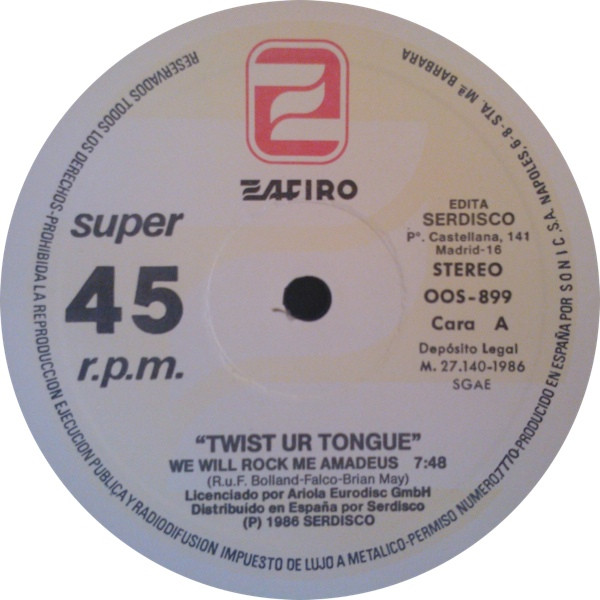 ZAFIRO
super
45
r.p.m.
EDITA
SERDISCO
Pº. Castellana, 141
Madrid-16
STEREO
OOS-899
Cara A
Depósito Legal
M. 27.140-1986
SGAE
“TWIST UR TONGUE”
WE WILL ROCK ME AMADEUS 7:48
(R.u.F. Bolland-Falco-Brian May)
Licenciado por Ariola Eurodisc GmbH
Distribuido en España por Serdisco
(P) 1986 SERDISCO
RESERVADOS TODOS LOS DERECHOS-PROHIBIDA LA REPRODUCCION EJECUCION PUBLICA Y RADIODIFUSION IMPUESTO DE LUJO A METALICO-PERMISO NUMERO 7770-PRODUCIDO EN ESPAÑA POR SONIC, S.A. NAPOLES, 6-8-STA. Mª BARBARA